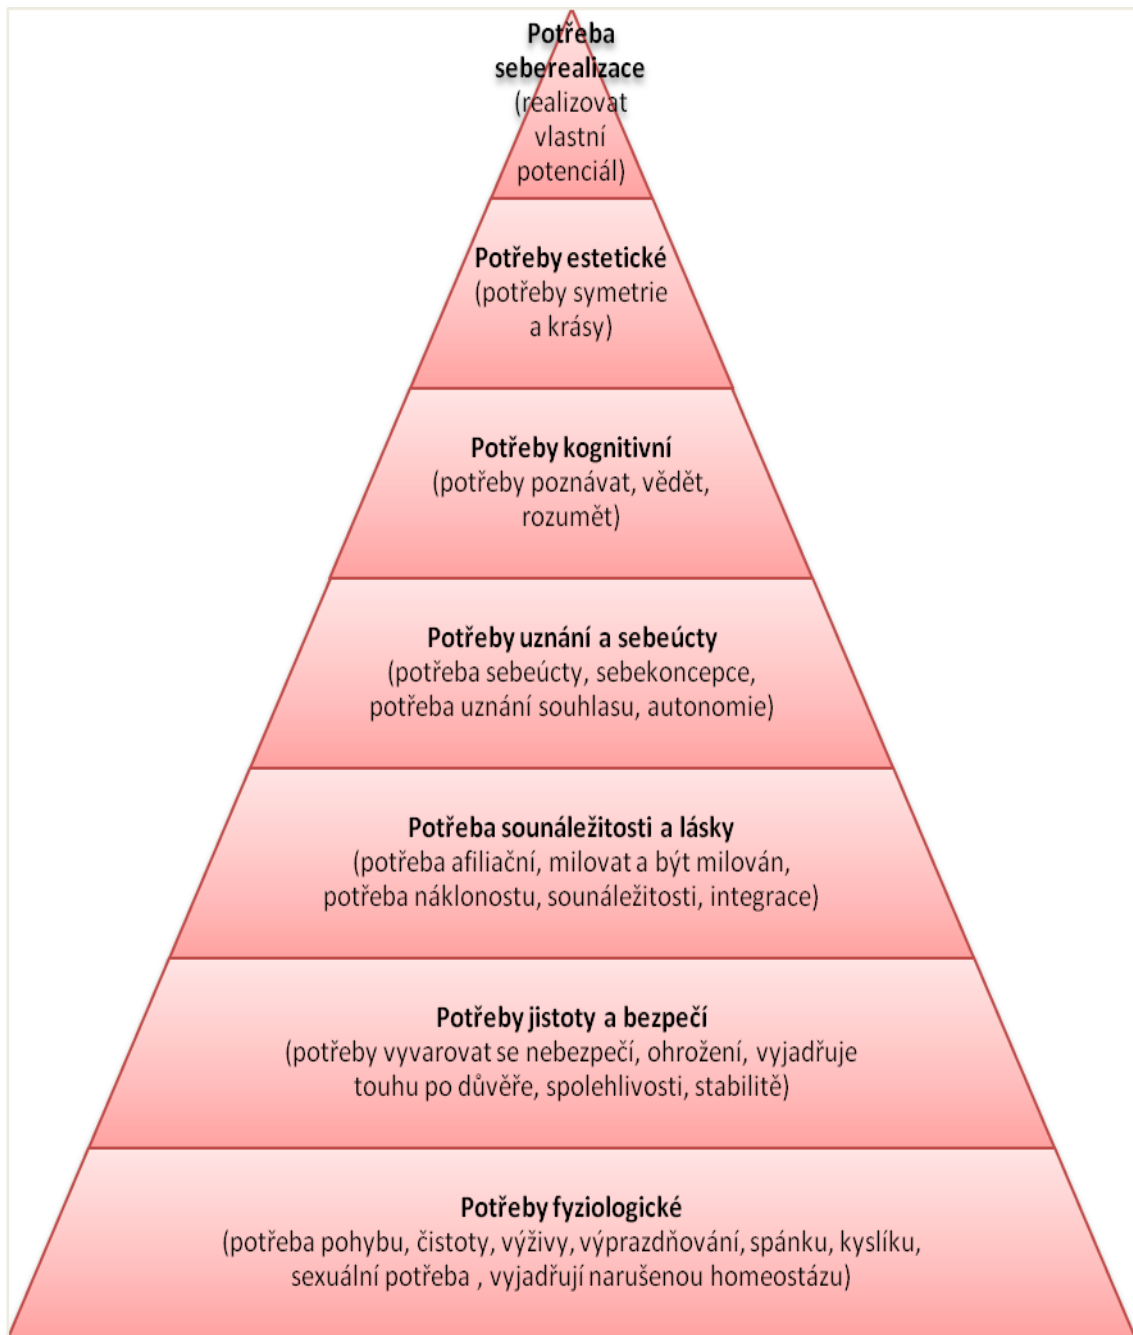 Potřeba
seberealizace
(realizovat
vlastní
potenciál)
Potřeby estetické
(potřeby symetrie
a krásy)
Potřeby kognitivní
(potřeby poznávat, vědět,
rozumět)
Potřeby uznání a sebeúcty
(potřeba sebeúcty, sebekoncepce,
potřeba uznání souhlasu, autonomie)
Potřeba sounáležitosti a lásky
(potřeba afiliační, milovat a být milován,
potřeba náklonostu, sounáležitosti, integrace)
Potřeby jistoty a bezpečí
(potřeby vyvarovat se nebezpečí, ohrožení, vyjadřuje
touhu po důvěře, spolehlivosti, stabilitě)
Potřeby fyziologické
(potřeba pohybu, čistoty, výživy, výprazdňování, spánku, kyslíku,
sexuální potřeba , vyjadřují narušenou homeostázu)